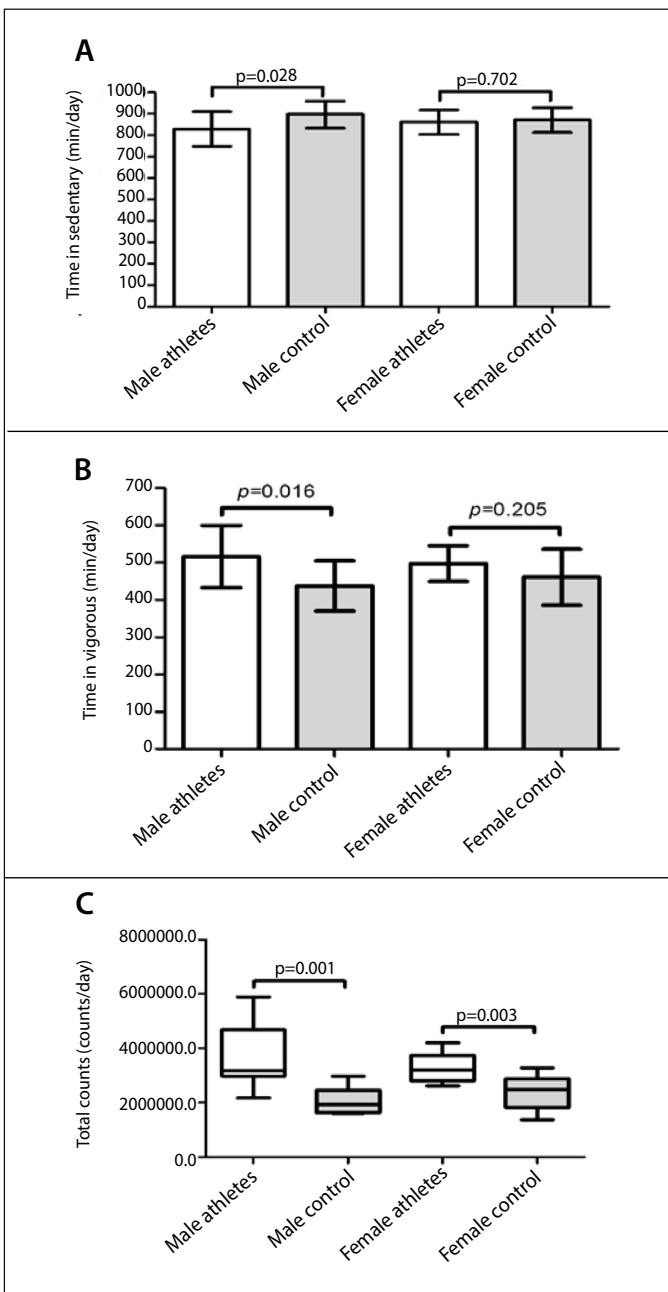 A
p=0.028
p=0.702
Time in sedentary (min/day)
1000
900
800
700
600
500
400
300
200
100
0
Male athletes
Male control
Female athletes
Female control
B
p=0.016
p=0.205
Time in vigorous (min/day)
700
600
500
400
300
200
100
0
Male athletes
Male control
Female athletes
Female control
C
p=0.001
p=0.003
Total counts (counts/day)
8000000.0
6000000.0
4000000.0
2000000.0
0.0
Male athletes
Male control
Female athletes
Female control